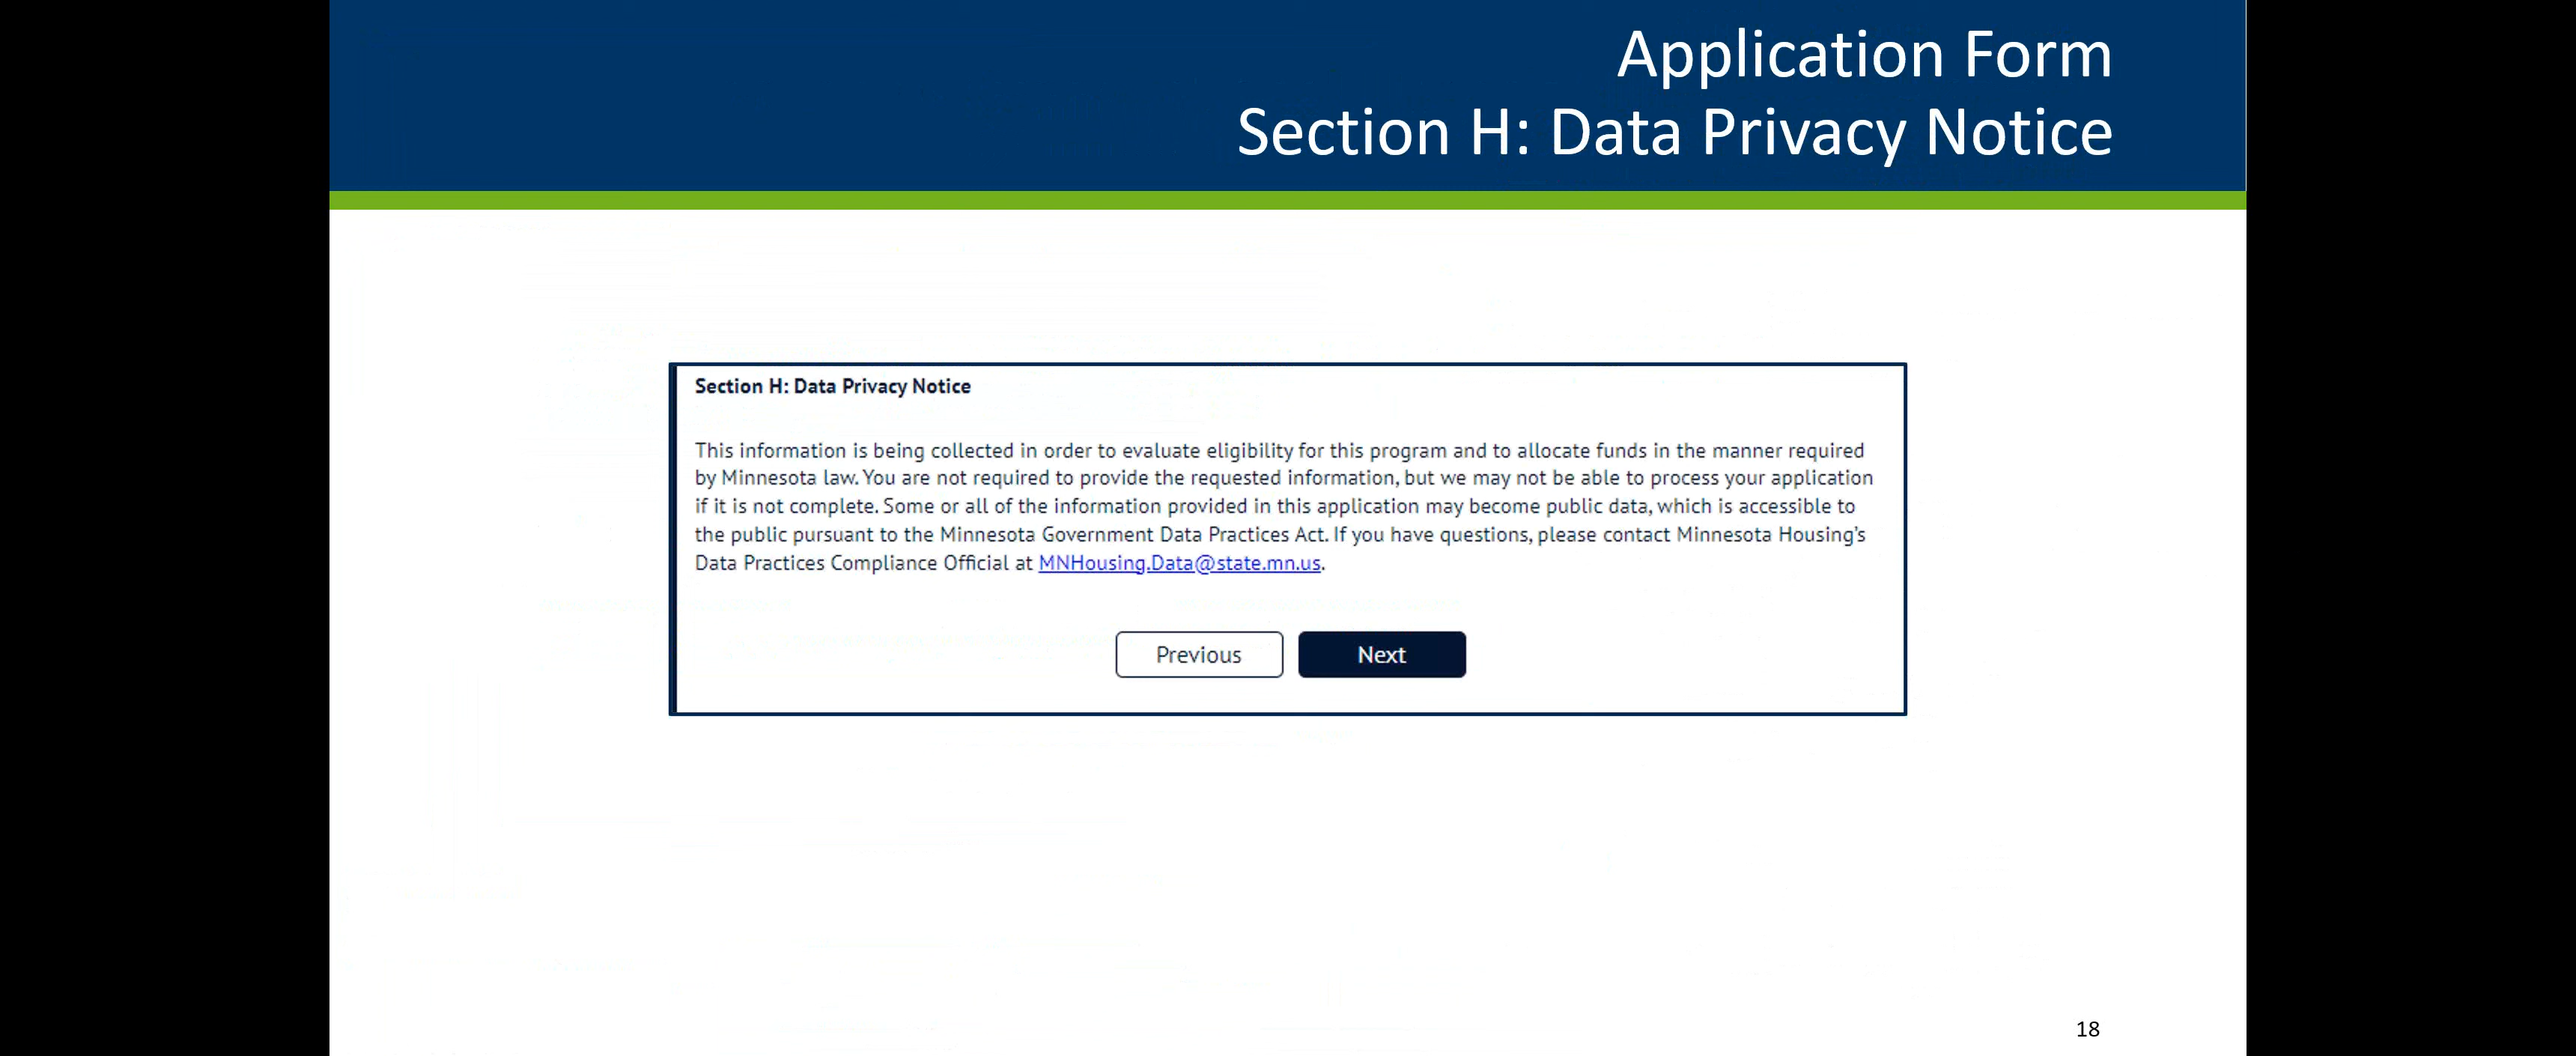 Application Form
Section H: Data Privacy Notice
Section H: Data Privacy Notice
This information is being collected in order to evaluate eligibility for this program and to allocate funds in the manner required
by Minnesota law. You are not required to provide the requested information, but we may not be able to process your application
if it is not complete. Some or all of the information provided in this application may become public data, which is accessible to
the public pursuant to the Minnesota Government Data Practices Act. If you have questions, please contact Minnesota Housing's
Data Practices Compliance Official at MNHousing.Data@state.mn.us.
Previous
Next
18